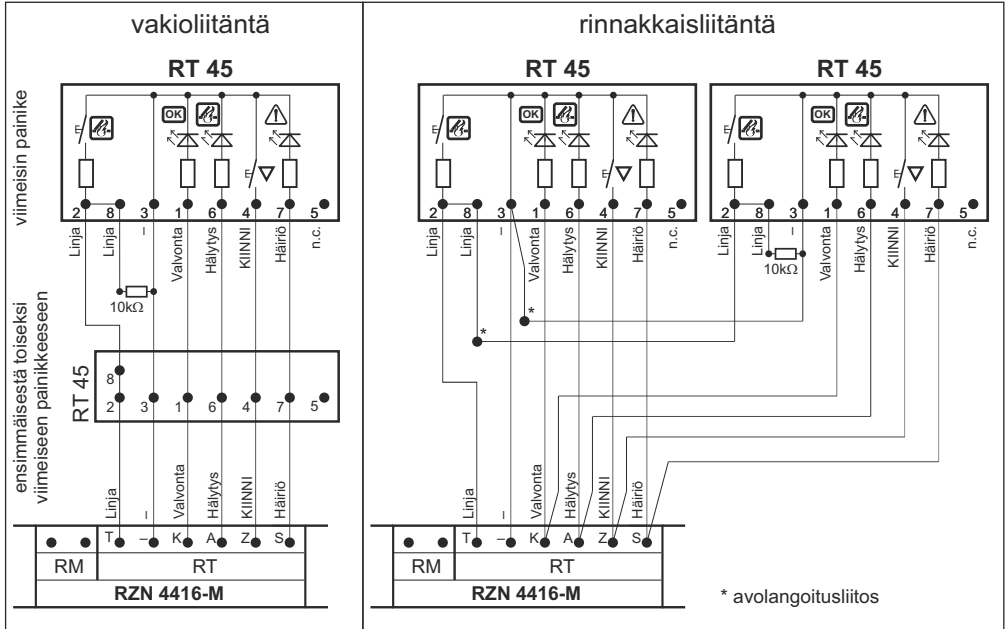 vakioliitäntä
RT 45
viimeisin painike
OK
E
E
2 8 3 1 6 4 7 5
Linja Linja – Valvonta Hälytys KIINNI Häiriö n.c.
10kΩ
ensimmäisestä toiseksi
viimeiseen painikkeeseen
RT 45
8
2 3 1 6 4 7 5
Linja – Valvonta Hälytys KIINNI Häiriö
T – K A Z S
RM RT
RZN 4416-M
rinnakkaisliitäntä
RT 45 RT 45
OK OK
E E
E E
2 8 3 1 6 4 7 5 2 8 3 1 6 4 7 5
Linja Linja – Valvonta Hälytys KIINNI Häiriö n.c. Linja Linja – Valvonta Hälytys KIINNI Häiriö n.c.
10kΩ
* *
Linja – Valvonta Hälytys KIINNI Häiriö
T – K A Z S
RM RT
RZN 4416-M
* avolangoitusliitos